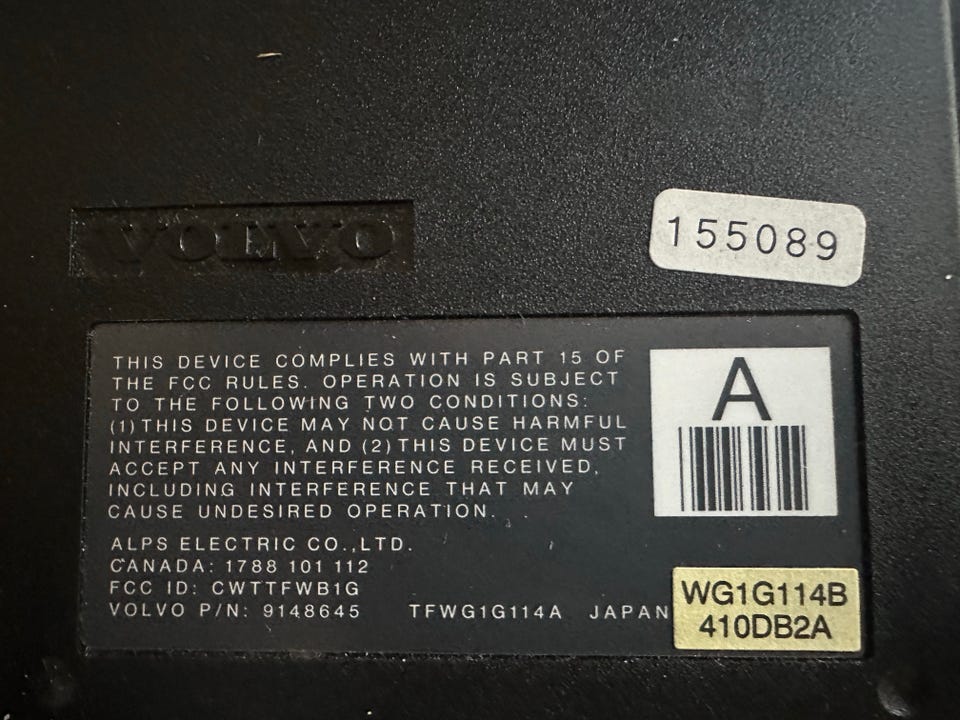 VOLVO
155089
THIS DEVICE COMPLIES WITH PART 15 OF
THE FCC RULES. OPERATION IS SUBJECT
TO THE FOLLOWING TWO CONDITIONS:
(1) THIS DEVICE MAY NOT CAUSE HARMFUL
INTERFERENCE, AND (2) THIS DEVICE MUST
ACCEPT ANY INTERFERENCE RECEIVED,
INCLUDING INTERFERENCE THAT MAY
CAUSE UNDESIRED OPERATION.
A
ALPS ELECTRIC CO.,LTD.
CANADA: 1788 101 112
FCC ID: CWTTFWB1G
VOLVO P/N: 9148645 TFWG1G114A JAPAN
WG1G114B
410DB2A